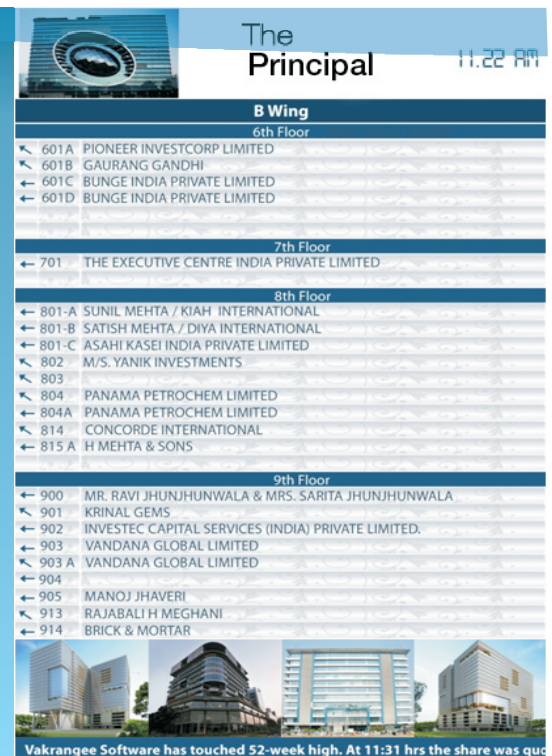 The
Principal
11.22 AM
B Wing
6th Floor
601A PIONEER INVESTCORP LIMITED
601B GAURANG GANDHI
601C BUNGE INDIA PRIVATE LIMITED
601D BUNGE INDIA PRIVATE LIMITED
7th Floor
701 THE EXECUTIVE CENTRE INDIA PRIVATE LIMITED
8th Floor
801-A SUNIL MEHTA / KIAH INTERNATIONAL
801-B SATISH MEHTA / DIYA INTERNATIONAL
801-C ASAHI KASEI INDIA PRIVATE LIMITED
802 M/S. YANIK INVESTMENTS
803
804 PANAMA PETROCHEM LIMITED
804A PANAMA PETROCHEM LIMITED
814 CONCORDE INTERNATIONAL
815 A H MEHTA & SONS
9th Floor
900 MR. RAVI JHUNJHUNWALA & MRS. SARITA JHUNJHUNWALA
901 KRINAL GEMS
902 INVESTEC CAPITAL SERVICES (INDIA) PRIVATE LIMITED.
903 VANDANA GLOBAL LIMITED
903 A VANDANA GLOBAL LIMITED
904
905 MANOJ JHAVERI
913 RAJABALI H MEGHANI
914 BRICK & MORTAR
Vakrangee Software has touched 52-week high. At 11:31 hrs the share was quo